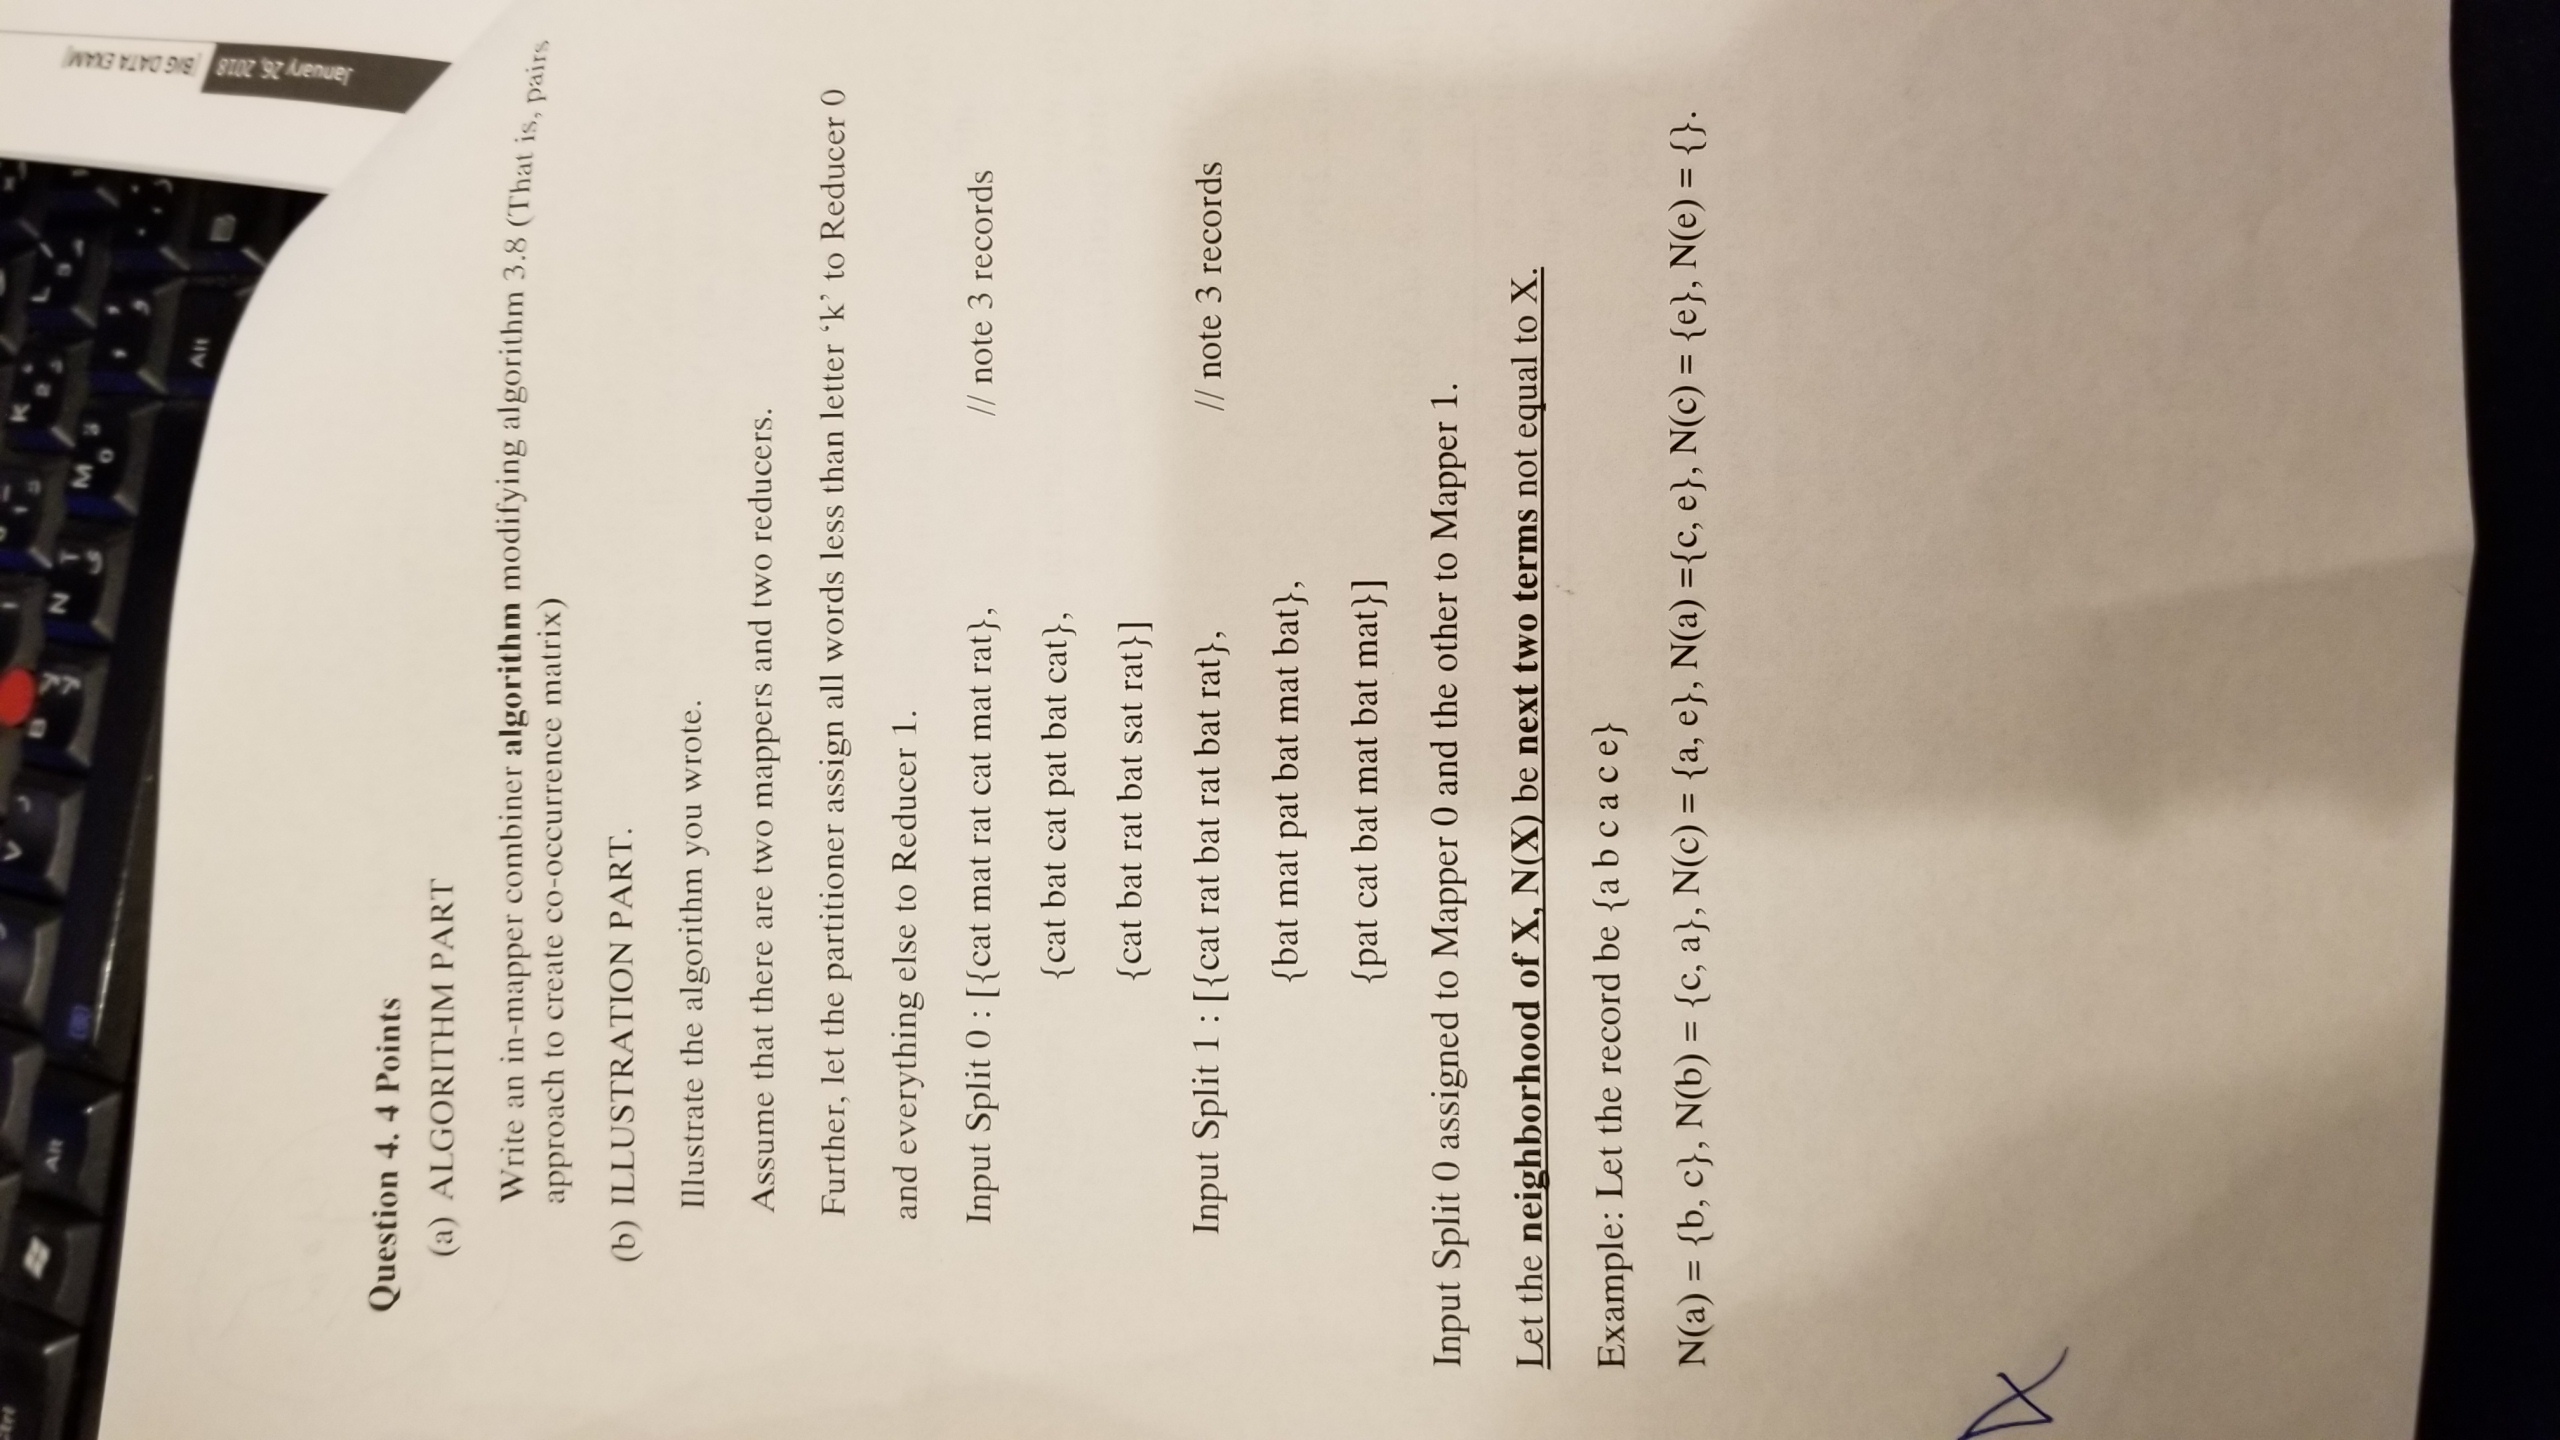 Ctrl
Alt
V
B
N
M
K
L
Alt
January 26, 2018 [BIG DATA EXAM]
Question 4. 4 Points
(a) ALGORITHM PART
Write an in-mapper combiner algorithm modifying algorithm 3.8 (That is, pairs
approach to create co-occurrence matrix)
(b) ILLUSTRATION PART.
Illustrate the algorithm you wrote.
Assume that there are two mappers and two reducers.
Further, let the partitioner assign all words less than letter ‘k’ to Reducer 0
and everything else to Reducer 1.
Input Split 0 : [{cat mat rat cat mat rat}, // note 3 records
{cat bat cat pat bat cat},
{cat bat rat bat sat rat}]
Input Split 1 : [{cat rat bat rat bat rat}, // note 3 records
{bat mat pat bat mat bat},
{pat cat bat mat bat mat}]
Input Split 0 assigned to Mapper 0 and the other to Mapper 1.
Let the neighborhood of X, N(X) be next two terms not equal to X.
Example: Let the record be {a b c a c e}
N(a) = {b, c}, N(b) = {c, a}, N(c) = {a, e}, N(a) ={c, e}, N(c) = {e}, N(e) = {}.